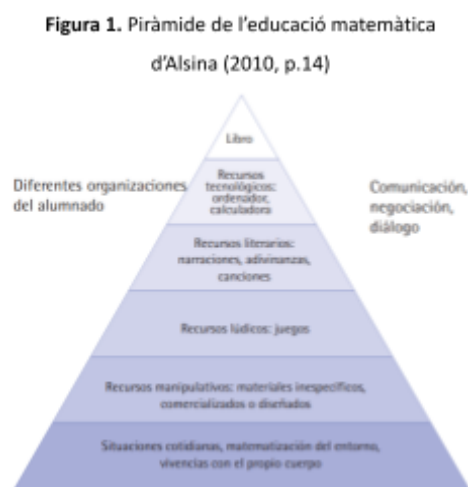 Figura 1. Piràmide de l'educació matemàtica
d'Alsina (2010, p.14)
Libro
Diferentes organizaciones
del alumnado
Recursos
tecnológicos:
ordenador,
calculadora
Comunicación,
negociación,
diálogo
Recursos literarios:
narraciones, adivinanzas,
canciones
Recursos lúdicos: juegos
Recursos manipulativos: materiales inespecíficos,
comercializados o diseñados
Situaciones cotidianas, matematización del entorno,
vivencias con el propio cuerpo